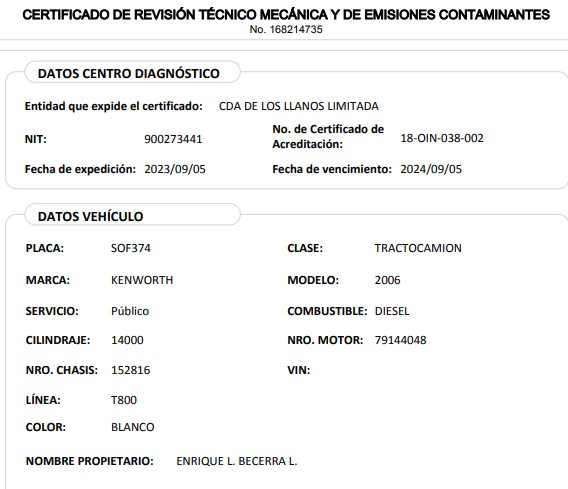 CERTIFICADO DE REVISIÓN TÉCNICO MECÁNICA Y DE EMISIONES CONTAMINANTES
No. 168214735
DATOS CENTRO DIAGNÓSTICO
Entidad que expide el certificado: CDA DE LOS LLANOS LIMITADA
NIT: 900273441 No. de Certificado de Acreditación: 18-OIN-038-002
Fecha de expedición: 2023/09/05 Fecha de vencimiento: 2024/09/05
DATOS VEHÍCULO
PLACA: SOF374 CLASE: TRACTOCAMION
MARCA: KENWORTH MODELO: 2006
SERVICIO: Público COMBUSTIBLE: DIESEL
CILINDRAJE: 14000 NRO. MOTOR: 79144048
NRO. CHASIS: 152816 VIN:
LÍNEA: T800
COLOR: BLANCO
NOMBRE PROPIETARIO: ENRIQUE L. BECERRA L.